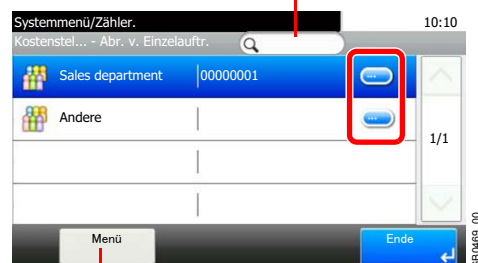 Systemmenü/Zähler.
10:10
Kostenstel... - Abr. v. Einzelauftr.
Sales department 00000001
Andere
1/1
Menü
Ende